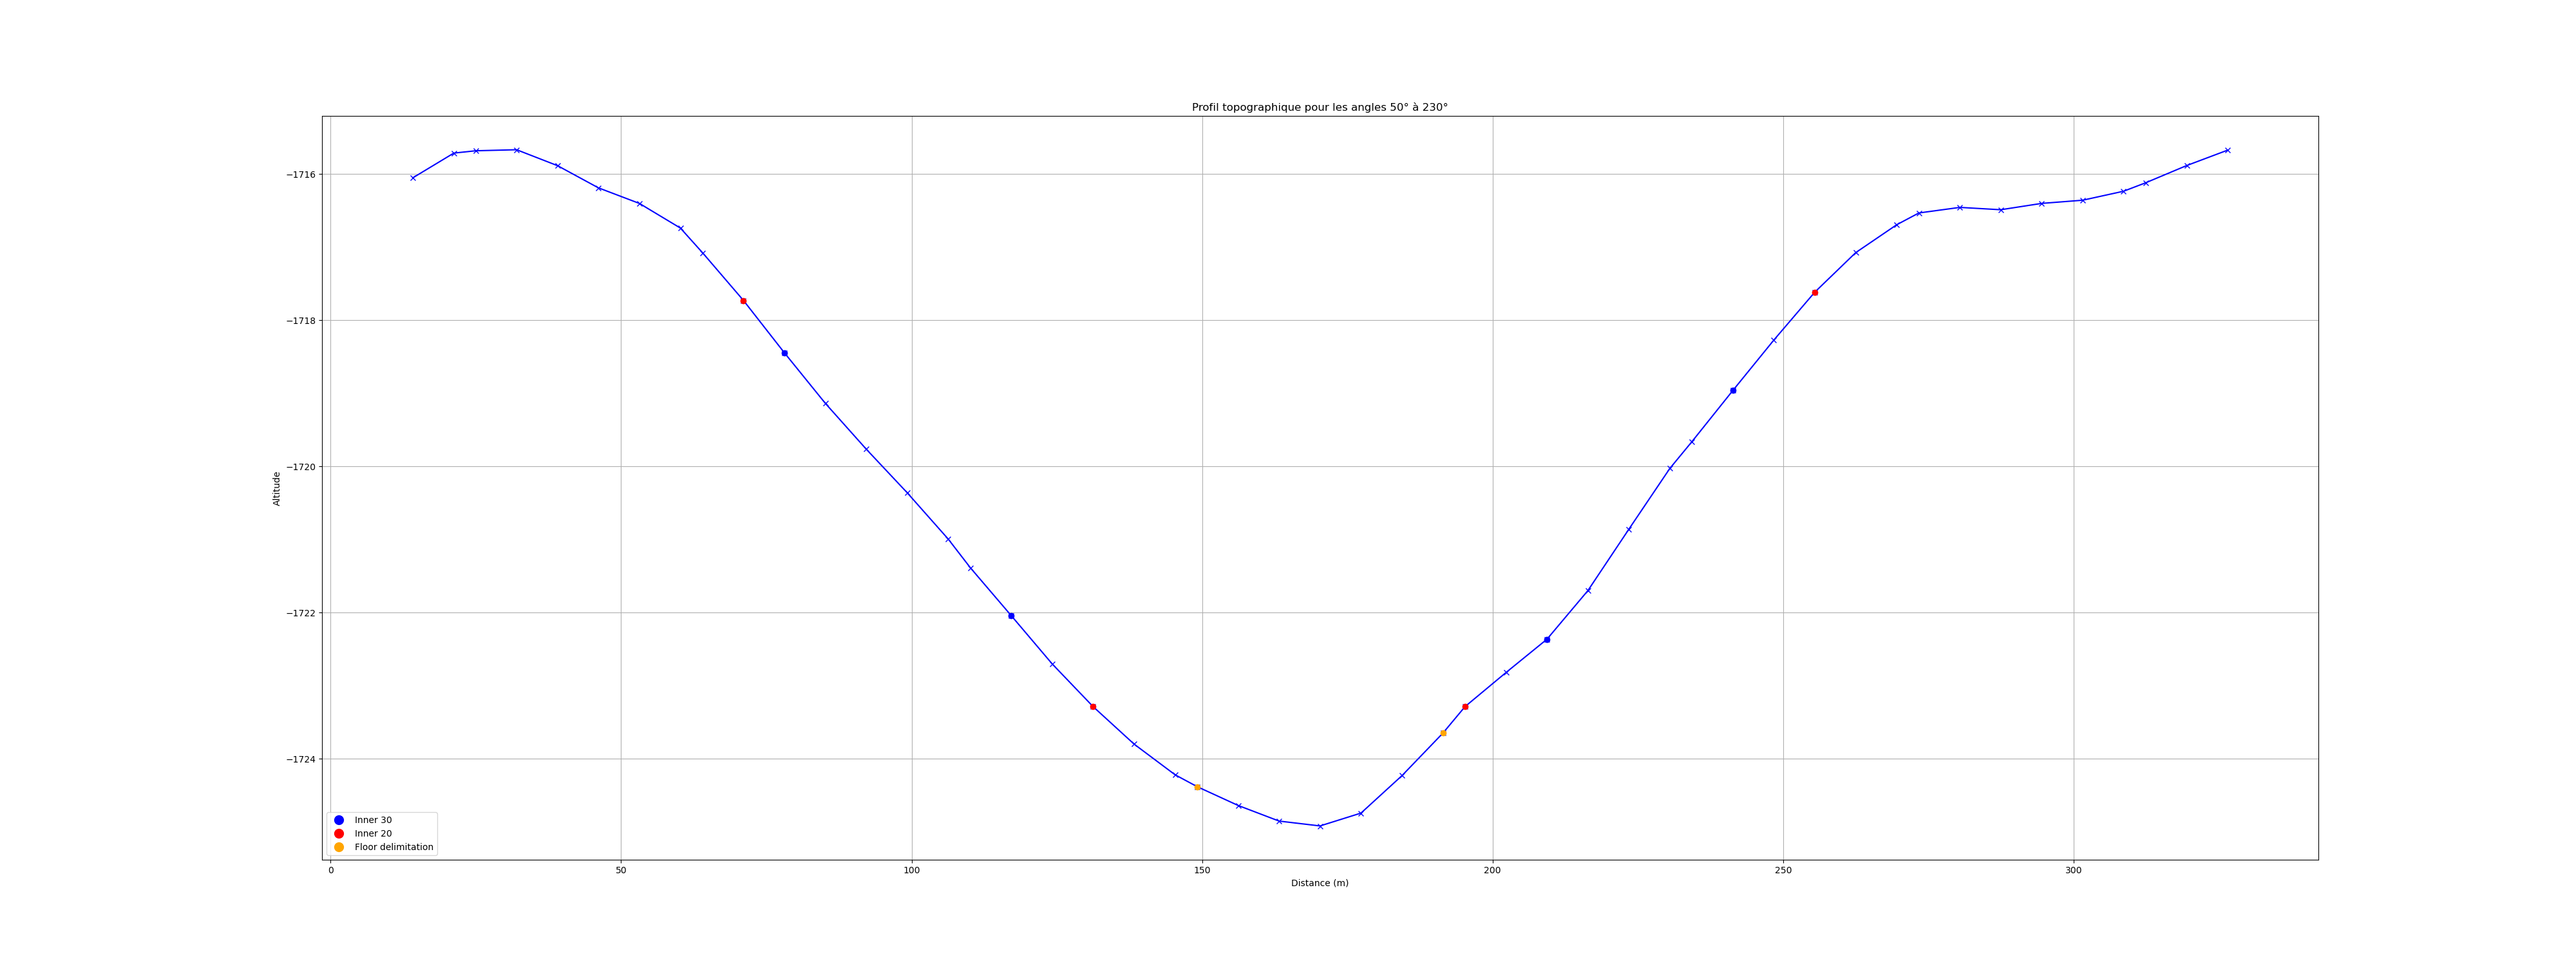 Profil topographique pour les angles 50° à 230°
Altitude
−1716
−1718
−1720
−1722
−1724
Inner 30
Inner 20
Floor delimitation
0 50 100 150 200 250 300
Distance (m)